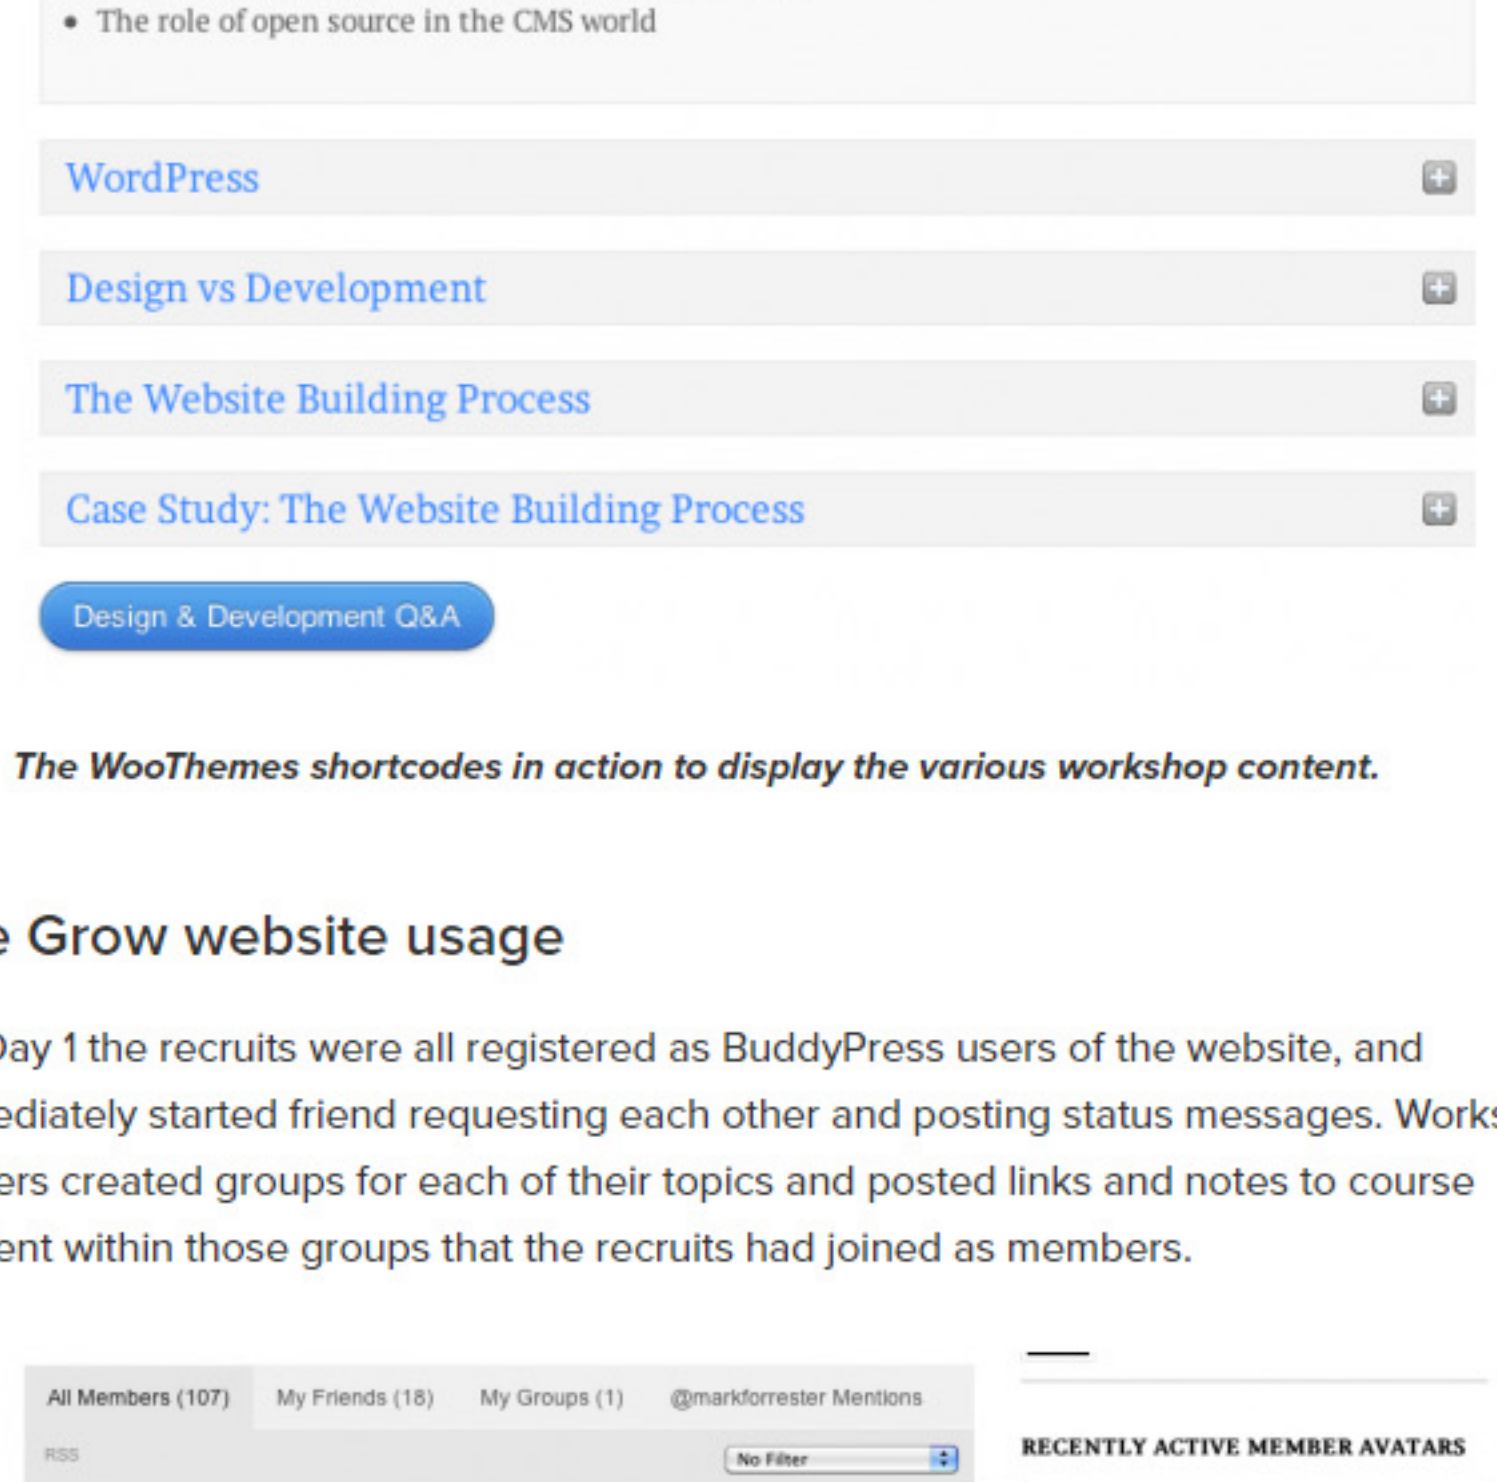 The role of open source in the CMS world
WordPress
Design vs Development
The Website Building Process
Case Study: The Website Building Process
Design & Development Q&A
The WooThemes shortcodes in action to display the various workshop content.
e Grow website usage
Day 1 the recruits were all registered as BuddyPress users of the website, and
ediately started friend requesting each other and posting status messages. Works
ers created groups for each of their topics and posted links and notes to course
ent within those groups that the recruits had joined as members.
All Members (107) My Friends (18) My Groups (1) @markforrester Mentions
RSS No Filter
RECENTLY ACTIVE MEMBER AVATARS